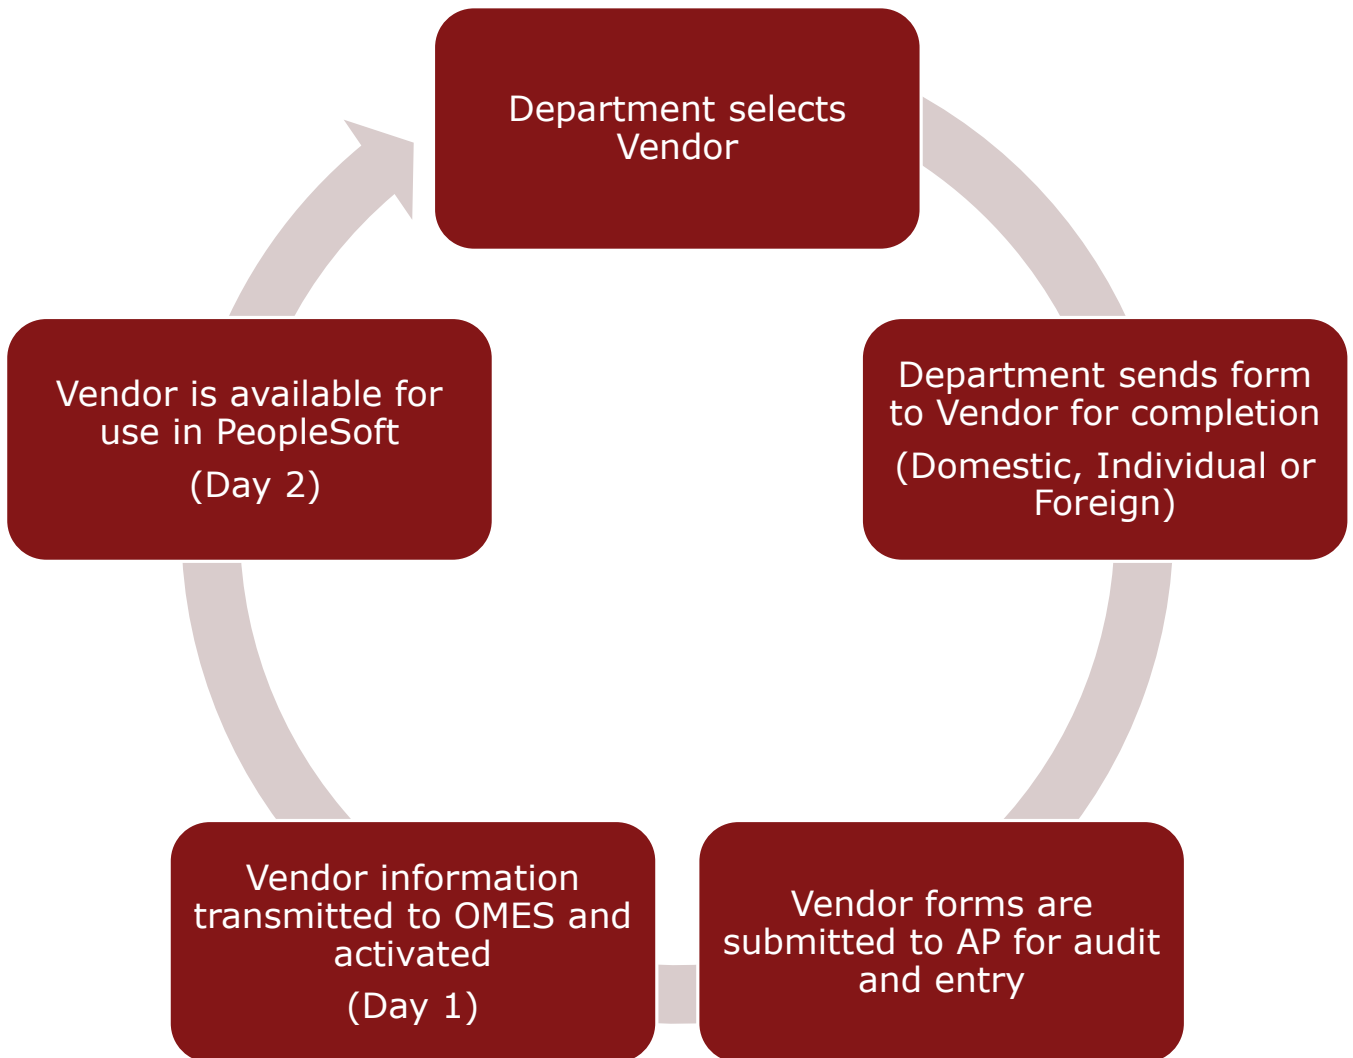 Department selects
Vendor
Department sends form
to Vendor for completion
(Domestic, Individual or
Foreign)
Vendor forms are
submitted to AP for audit
and entry
Vendor information
transmitted to OMES and
activated
(Day 1)
Vendor is available for
use in PeopleSoft
(Day 2)